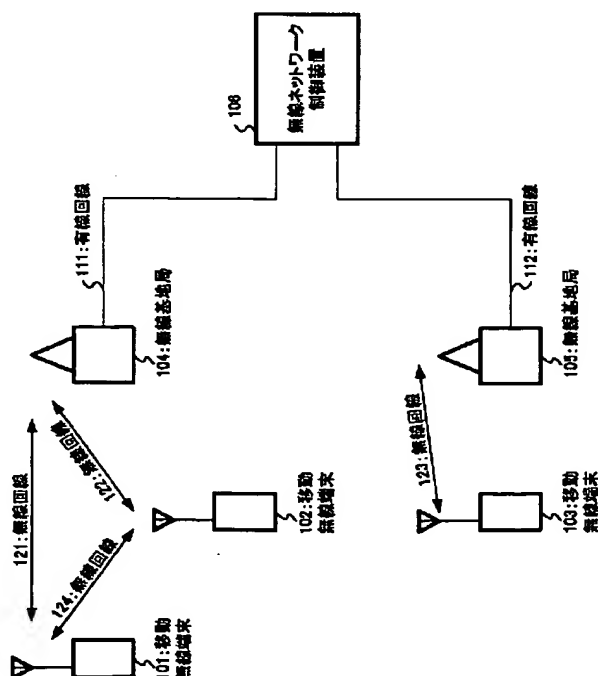 108
無線ネットワーク
制御装置
111:有線回線
104:無線基地局
112:有線回線
105:無線基地局
121:無線回線
122:無線回線
124:無線回線
123:無線回線
102:移動
無線端末
103:移動
無線端末
101:移動
無線端末